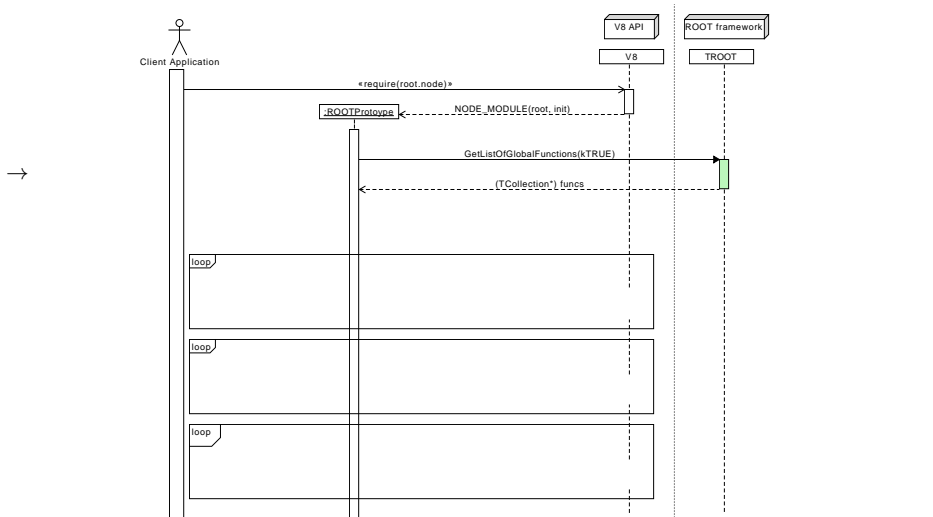 V8 API
ROOT framework
Client Application
V8
TROOT
«require(root.node)»
:ROOTProtoype
NODE_MODULE(root, init)
GetListOfGlobalFunctions(kTRUE)
→
(TCollection*) funcs
loop
loop
loop